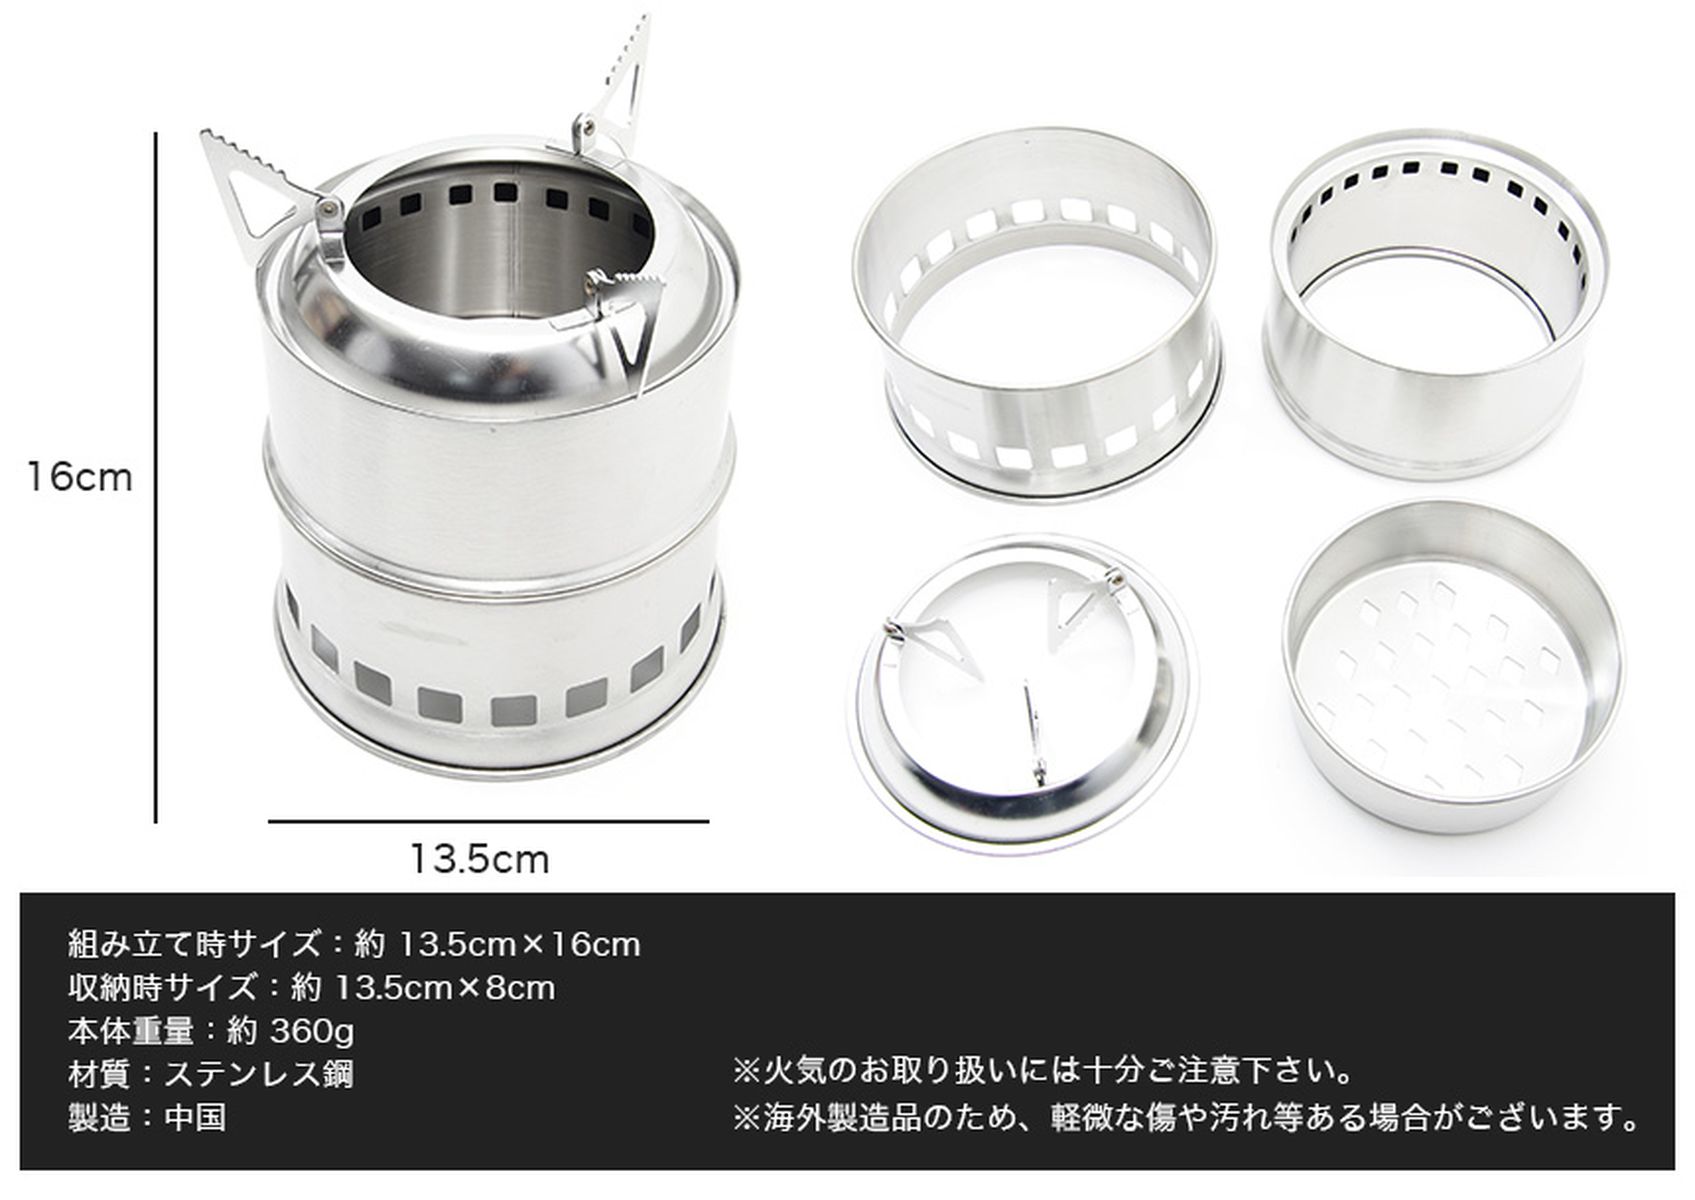 16cm
13.5cm
組み立て時サイズ：約 13.5cm×16cm
収納時サイズ：約 13.5cm×8cm
本体重量：約 360g
材質：ステンレス鋼
製造：中国
※火気のお取り扱いには十分ご注意下さい。
※海外製造品のため、軽微な傷や汚れ等ある場合がございます。